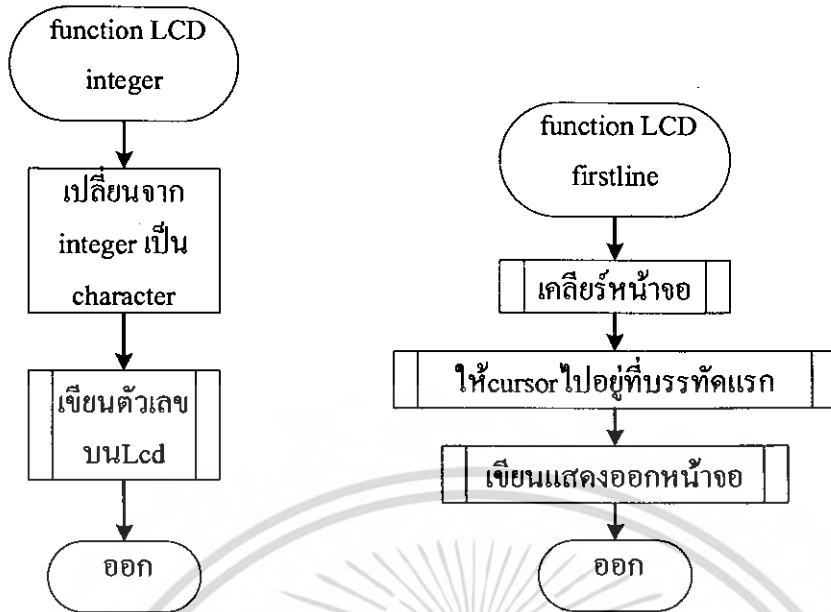 function LCD
integer
เปลี่ยนจาก
integer เป็น
character
เขียนตัวเลข
บนLcd
ออก
function LCD
firstline
เคลียร์หน้าจอ
ให้cursorไปอยู่ที่บรรทัดแรก
เขียนแสดงออกหน้าจอ
ออก